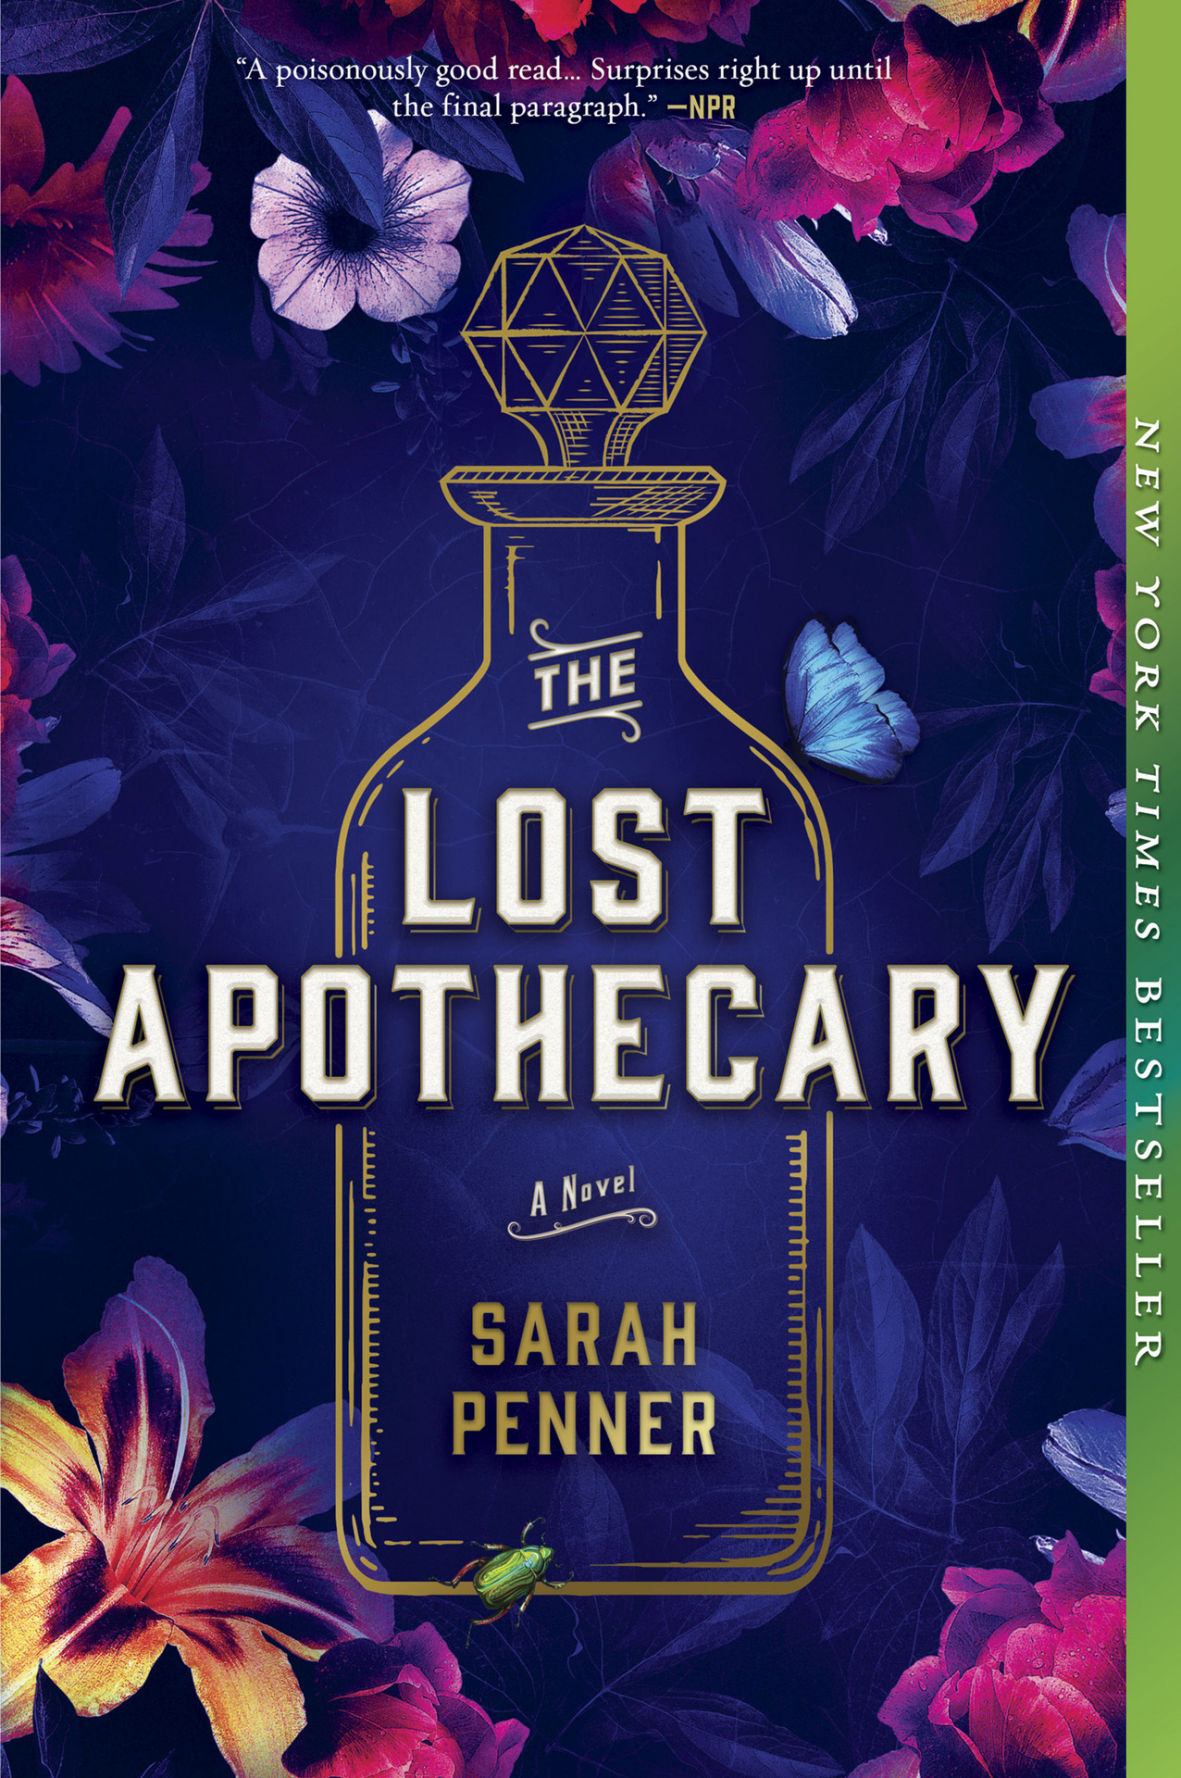 “A poisonously good read... Surprises right up until
the final paragraph.” —NPR
THE
LOST
APOTHECARY
A Novel
SARAH
PENNER
NEW YORK TIMES BESTSELLER